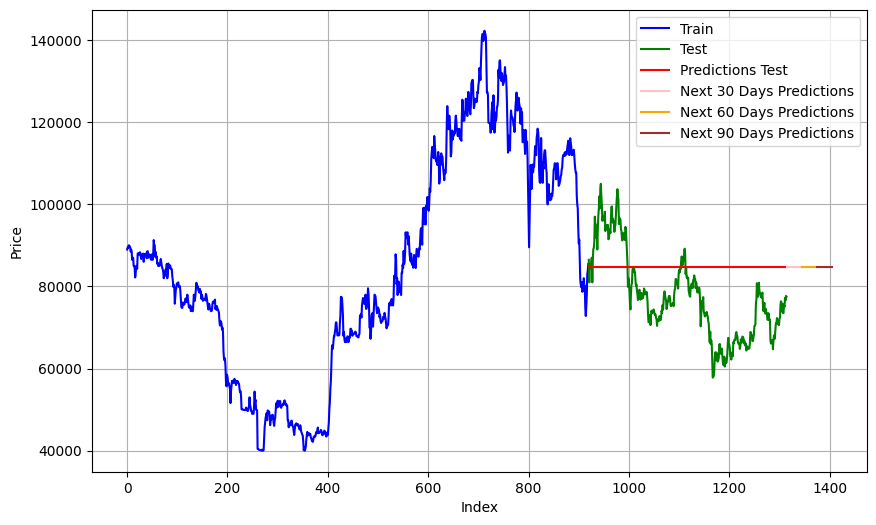 Train
Test
Predictions Test
Next 30 Days Predictions
Next 60 Days Predictions
Next 90 Days Predictions
140000
120000
100000
80000
60000
40000
Price
0 200 400 600 800 1000 1200 1400
Index